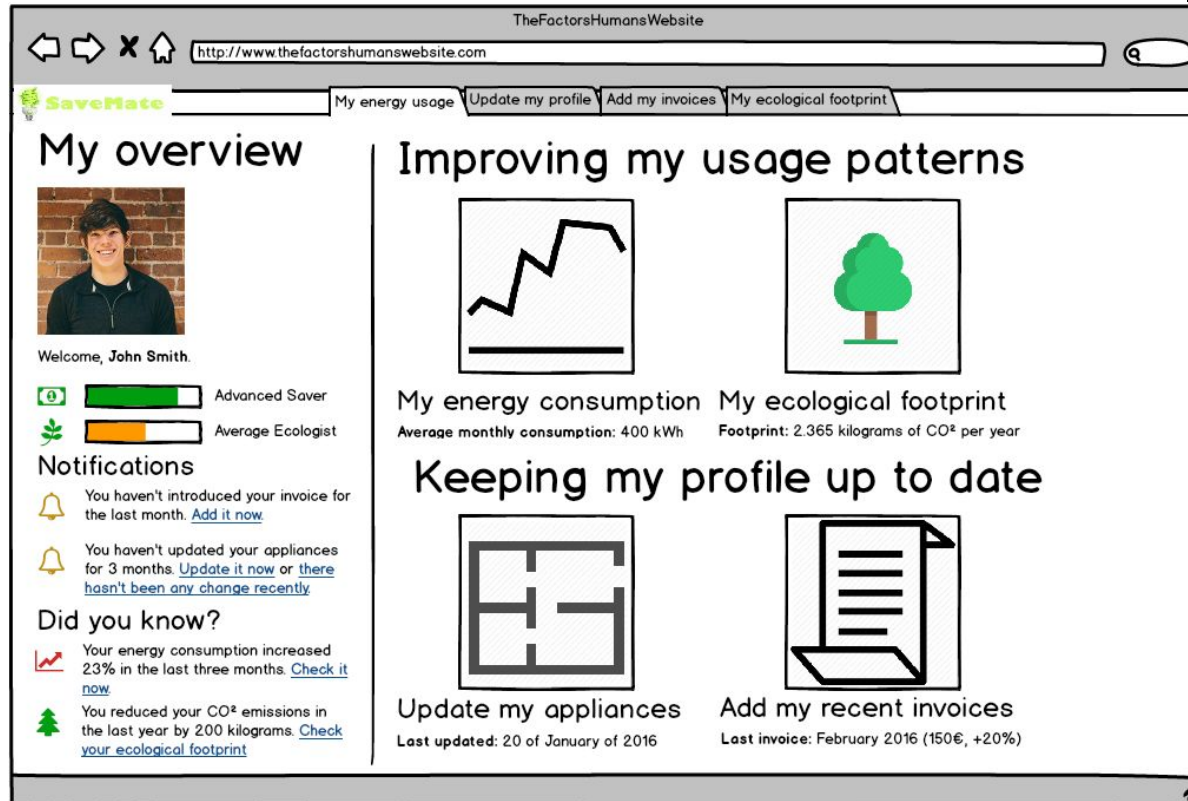 TheFactorsHumansWebsite
http://www.thefactorshumanswebsite.com
SaveMate
My energy usage
Update my profile
Add my invoices
My ecological footprint
My overview
Welcome, John Smith.
Advanced Saver
Average Ecologist
Notifications
You haven't introduced your invoice for
the last month. Add it now.
You haven't updated your appliances
for 3 months. Update it now or there
hasn't been any change recently.
Did you know?
Your energy consumption increased
23% in the last three months. Check it
now.
You reduced your CO² emissions in
the last year by 200 kilograms. Check
your ecological footprint
Improving my usage patterns
My energy consumption
Average monthly consumption: 400 kWh
My ecological footprint
Footprint: 2.365 kilograms of CO² per year
Keeping my profile up to date
Update my appliances
Last updated: 20 of January of 2016
Add my recent invoices
Last invoice: February 2016 (150€, +20%)